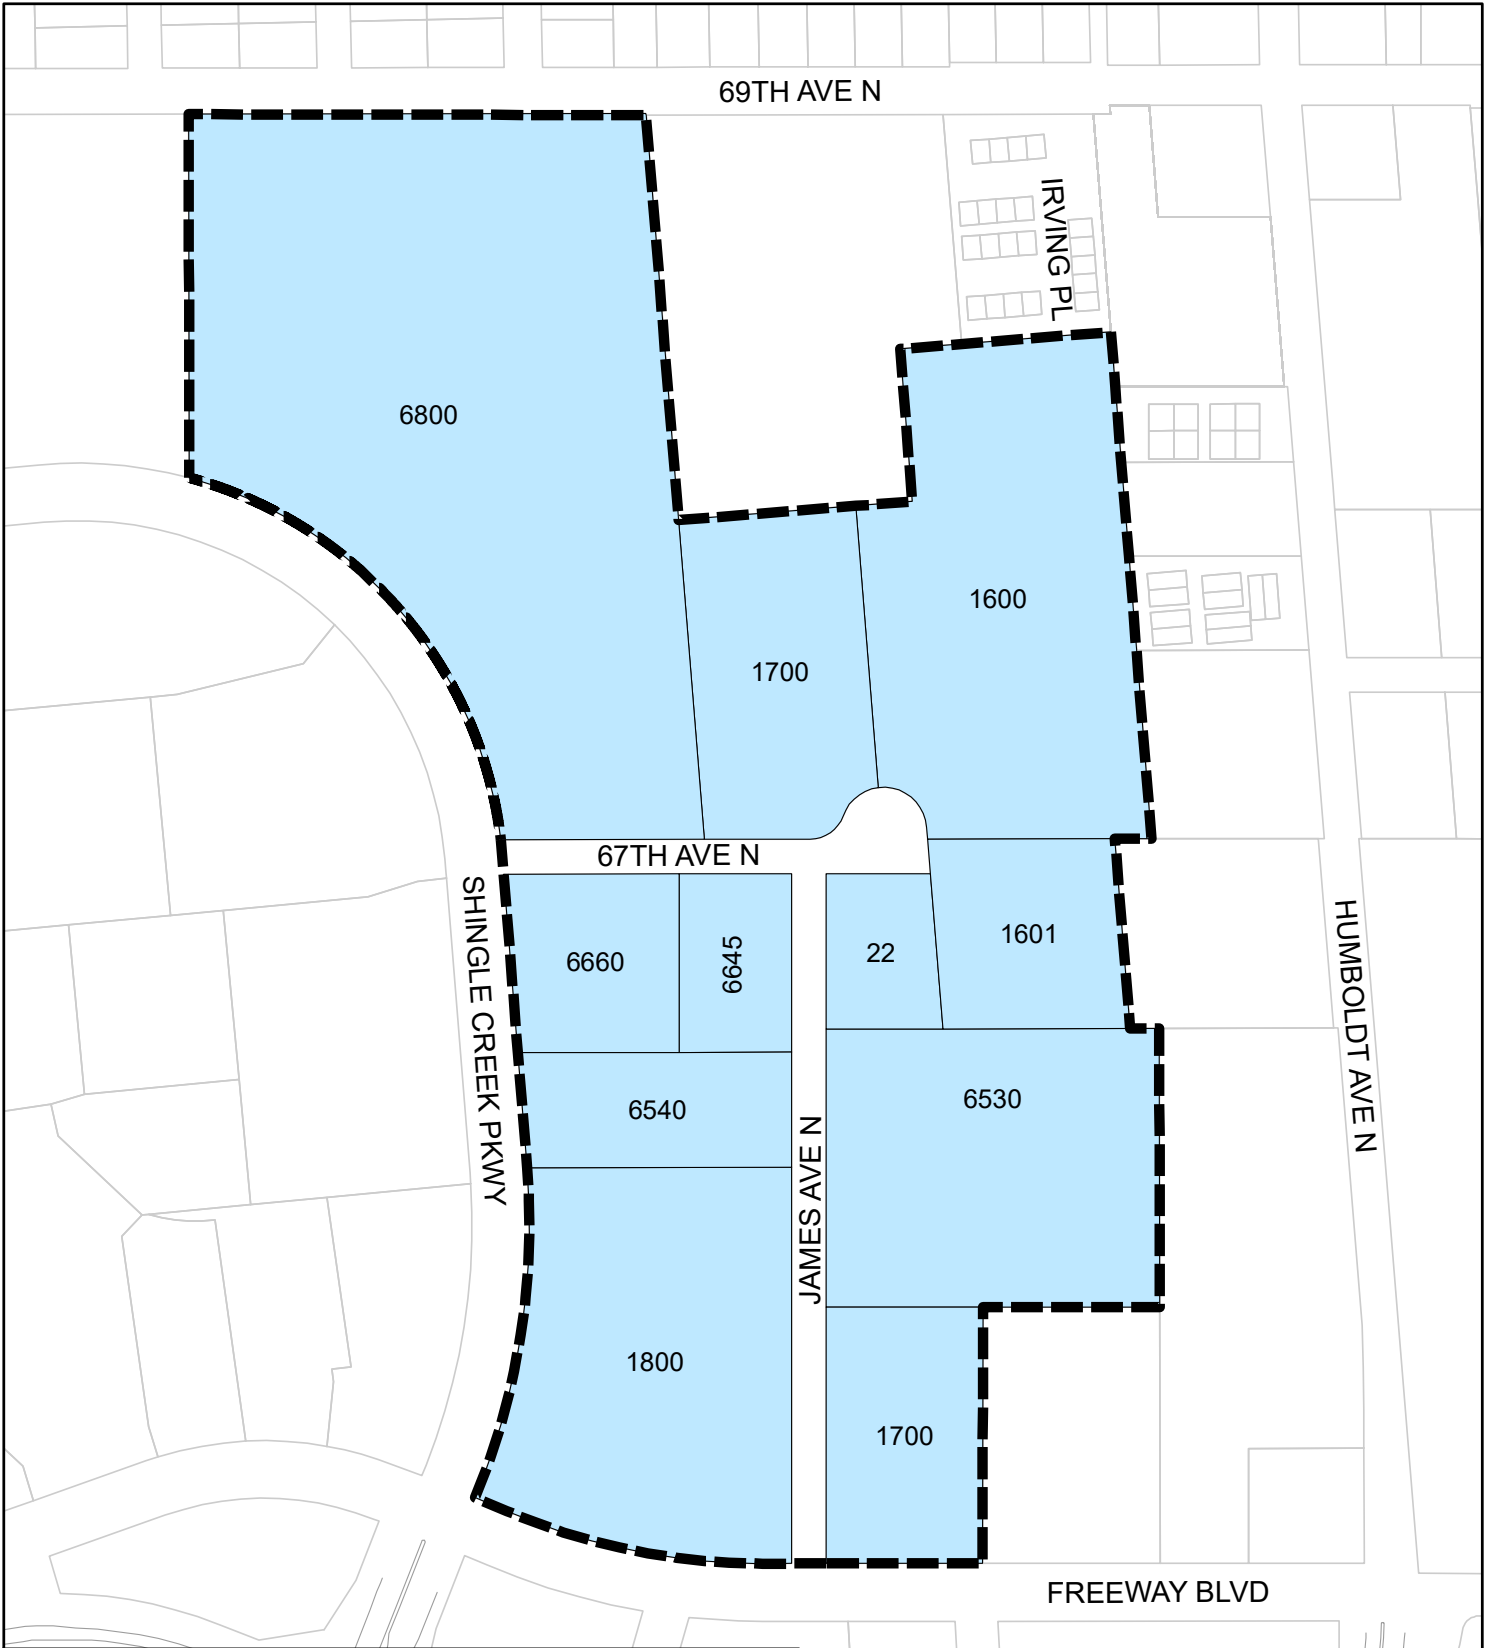 69TH AVE N
IRVING PL
6800
1600
1700
67TH AVE N
SHINGLE CREEK PKWY
6660
6645
22
1601
HUMBOLDT AVE N
6540
6530
JAMES AVE N
1800
1700
FREEWAY BLVD